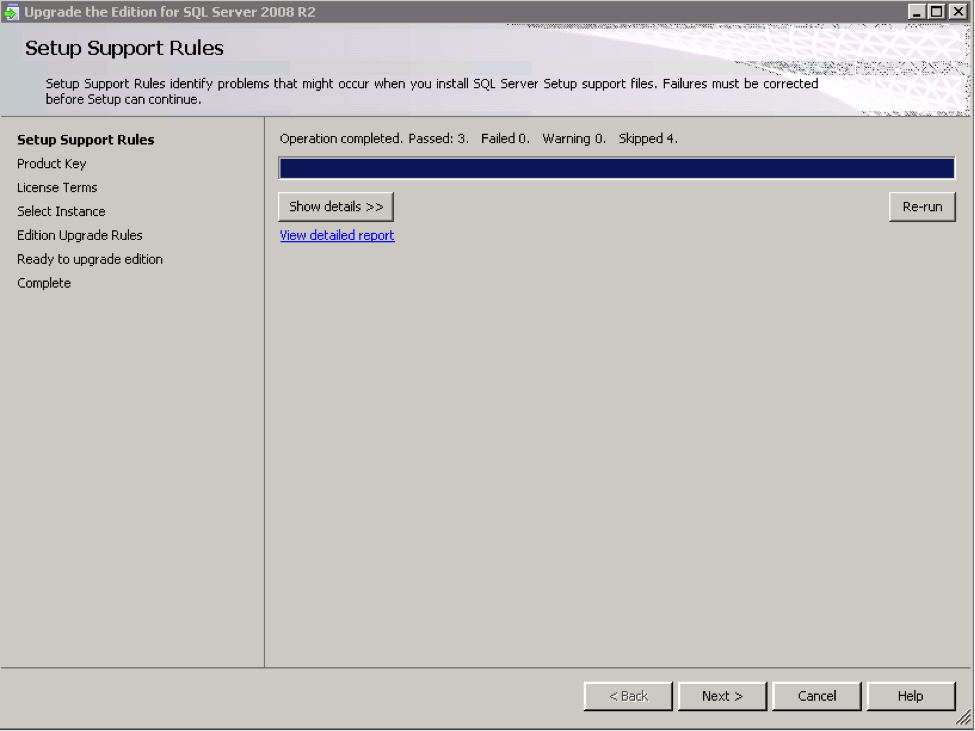 Upgrade the Edition for SQL Server 2008 R2
Setup Support Rules
Setup Support Rules identify problems that might occur when you install SQL Server Setup support files. Failures must be corrected
before Setup can continue.
Setup Support Rules
Product Key
License Terms
Select Instance
Edition Upgrade Rules
Ready to upgrade edition
Complete
Operation completed. Passed: 3. Failed 0. Warning 0. Skipped 4.
Show details >>
Re-run
View detailed report
< Back
Next >
Cancel
Help